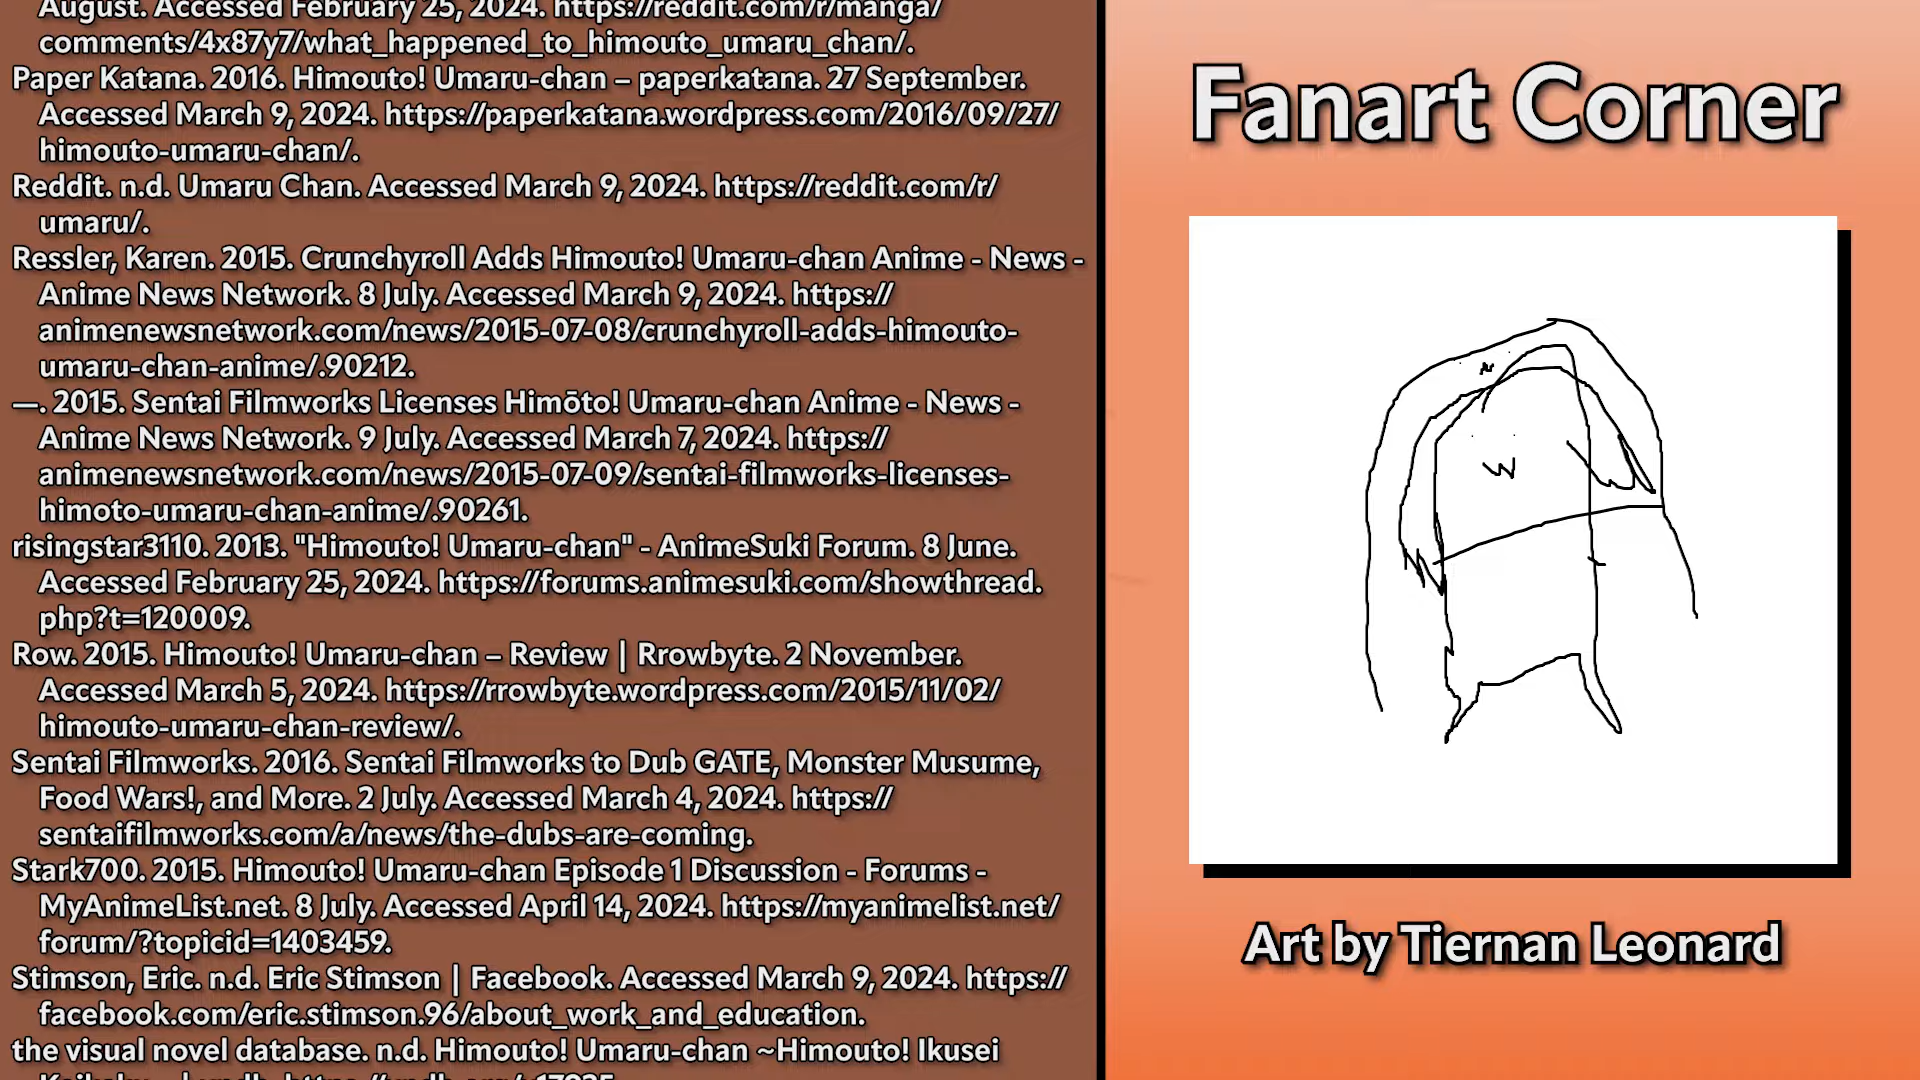 August. Accessed February 25, 2024. https://reddit.com/r/manga/
comments/4x87y7/what_happened_to_himouto_umaru_chan/.
Paper Katana. 2016. Himouto! Umaru-chan – paperkatana. 27 September.
Accessed March 9, 2024. https://paperkatana.wordpress.com/2016/09/27/
himouto-umaru-chan/.
Reddit. n.d. Umaru Chan. Accessed March 9, 2024. https://reddit.com/r/
umaru/.
Ressler, Karen. 2015. Crunchyroll Adds Himouto! Umaru-chan Anime - News -
Anime News Network. 8 July. Accessed March 9, 2024. https://
animenewsnetwork.com/news/2015-07-08/crunchyroll-adds-himouto-
umaru-chan-anime/.90212.
—. 2015. Sentai Filmworks Licenses Himōto! Umaru-chan Anime - News -
Anime News Network. 9 July. Accessed March 7, 2024. https://
animenewsnetwork.com/news/2015-07-09/sentai-filmworks-licenses-
himoto-umaru-chan-anime/.90261.
risingstar3110. 2013. "Himouto! Umaru-chan" - AnimeSuki Forum. 8 June.
Accessed February 25, 2024. https://forums.animesuki.com/showthread.
php?t=120009.
Row. 2015. Himouto! Umaru-chan – Review | Rrowbyte. 2 November.
Accessed March 5, 2024. https://rrowbyte.wordpress.com/2015/11/02/
himouto-umaru-chan-review/.
Sentai Filmworks. 2016. Sentai Filmworks to Dub GATE, Monster Musume,
Food Wars!, and More. 2 July. Accessed March 4, 2024. https://
sentaifilmworks.com/a/news/the-dubs-are-coming.
Stark700. 2015. Himouto! Umaru-chan Episode 1 Discussion - Forums -
MyAnimeList.net. 8 July. Accessed April 14, 2024. https://myanimelist.net/
forum/?topicid=1403459.
Stimson, Eric. n.d. Eric Stimson | Facebook. Accessed March 9, 2024. https://
facebook.com/eric.stimson.96/about_work_and_education.
the visual novel database. n.d. Himouto! Umaru-chan ~Himouto! Ikusei
Fanart Corner
Art by Tiernan Leonard